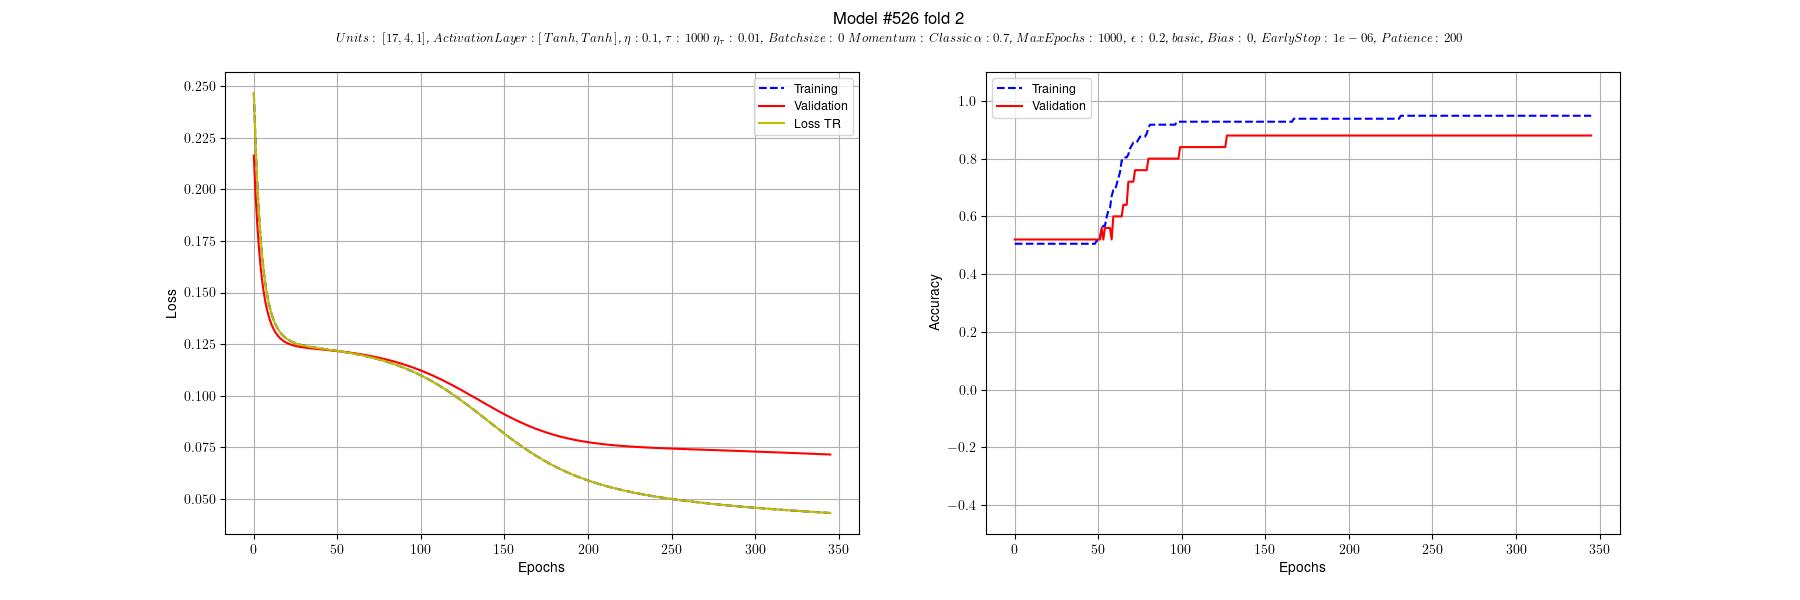 Model #526 fold 2
Units : [17, 4, 1], ActivationLayer : [Tanh, Tanh], η : 0.1, τ : 1000 η_τ : 0.01, Batchsize : 0 Momentum : Classic α : 0.7, MaxEpochs : 1000, ϵ : 0.2, basic, Bias : 0, EarlyStop : 1e − 06, Patience : 200
0.250
0.225
0.200
0.175
0.150
0.125
0.100
0.075
0.050
Loss
Training
Validation
Loss TR
0 50 100 150 200 250 300 350
Epochs
1.0
0.8
0.6
0.4
0.2
0.0
−0.2
−0.4
Accuracy
Training
Validation
0 50 100 150 200 250 300 350
Epochs